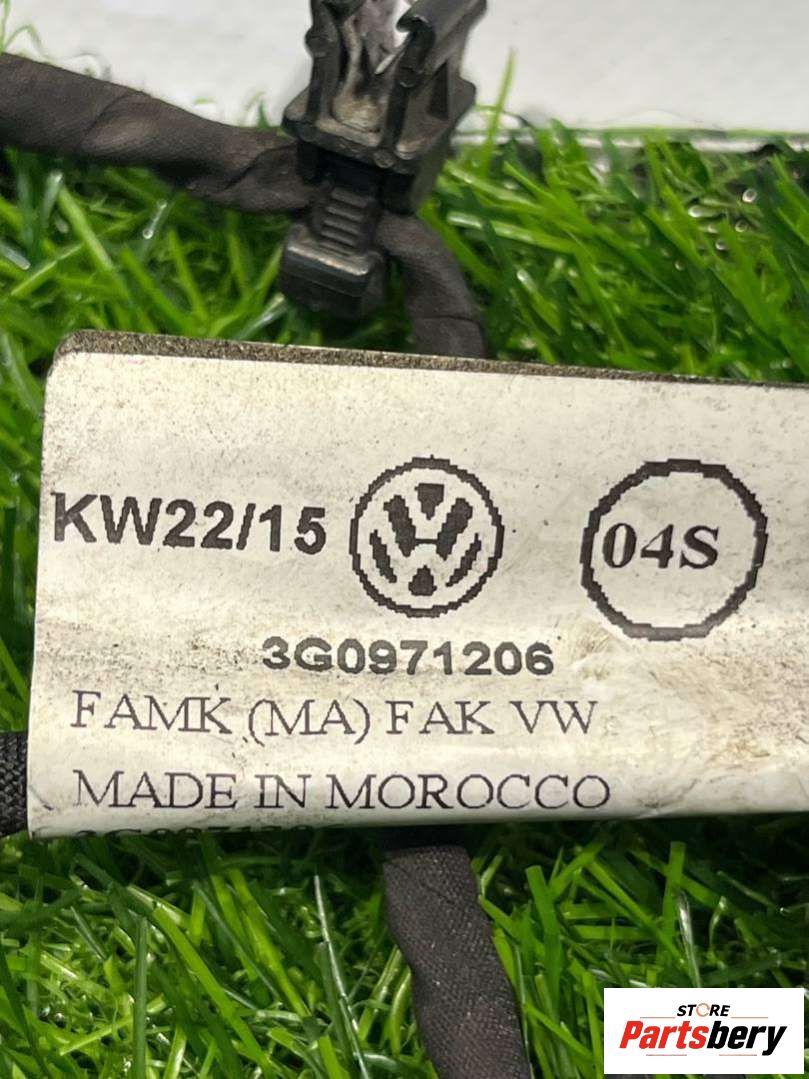 KW22/15
04S
3G0971206
FAMK (MA) FAK VW
MADE IN MOROCCO
STORE
Partsbery